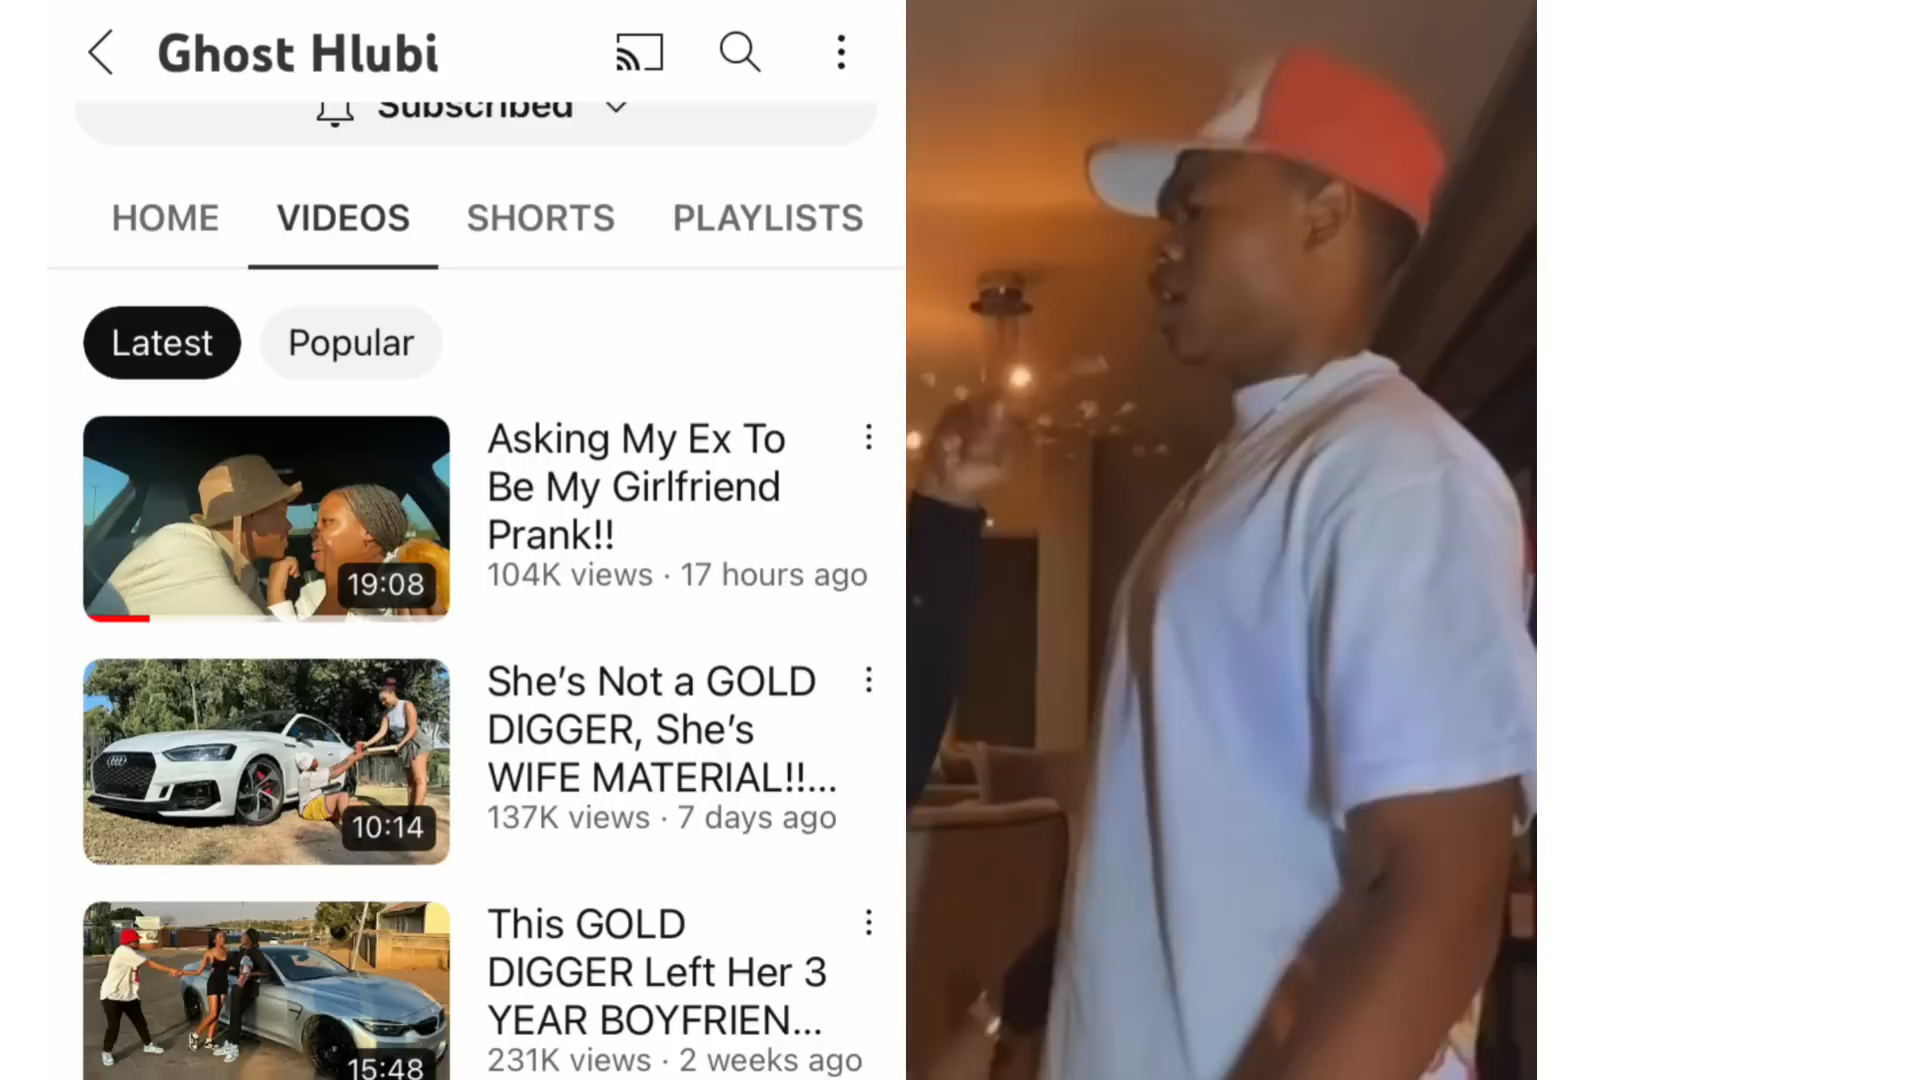 Ghost Hlubi
Subscribed
HOME VIDEOS SHORTS PLAYLISTS
Latest Popular
Asking My Ex To
Be My Girlfriend
Prank!!
104K views · 17 hours ago
19:08
She’s Not a GOLD
DIGGER, She’s
WIFE MATERIAL!!...
137K views · 7 days ago
10:14
This GOLD
DIGGER Left Her 3
YEAR BOYFRIEN...
231K views · 2 weeks ago
15:48